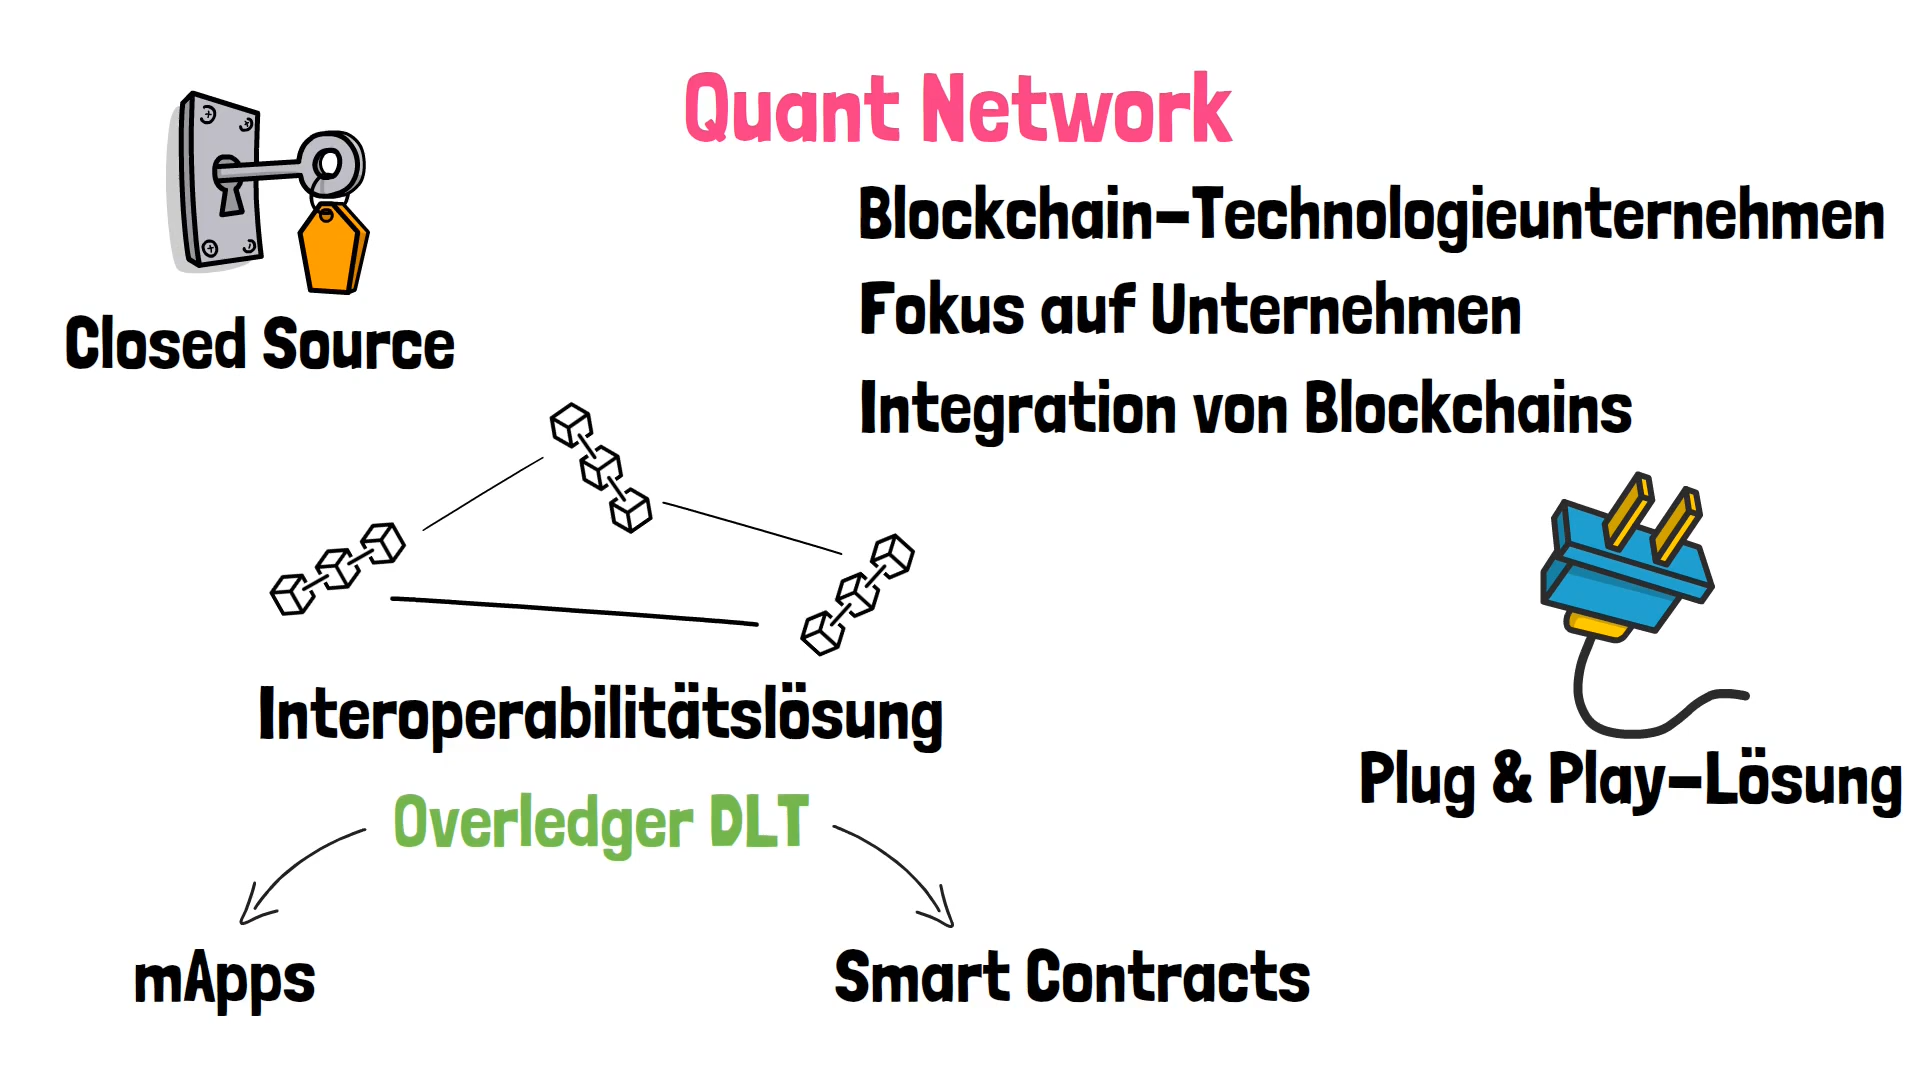 Quant Network
Blockchain-Technologieunternehmen
Fokus auf Unternehmen
Integration von Blockchains
Closed Source
Interoperabilitätslösung
Plug & Play-Lösung
Overledger DLT
mApps
Smart Contracts